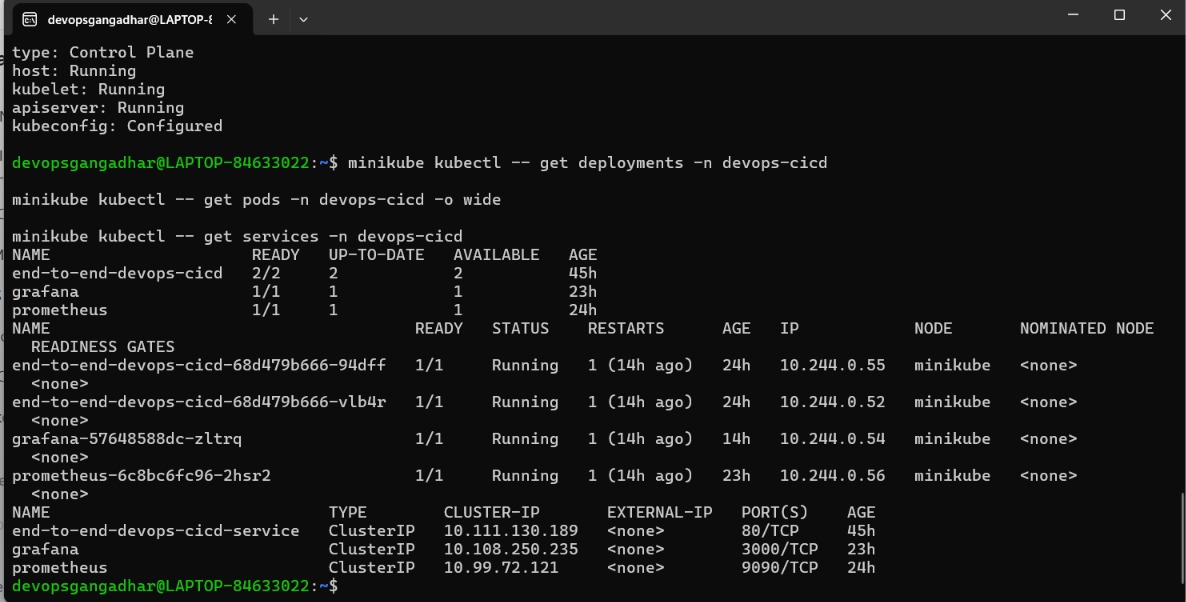 devopsgangadhar@LAPTOP-8
type: Control Plane
host: Running
kubelet: Running
apiserver: Running
kubeconfig: Configured
devopsgangadhar@LAPTOP-84633022:~$ minikube kubectl -- get deployments -n devops-cicd
minikube kubectl -- get pods -n devops-cicd -o wide
minikube kubectl -- get services -n devops-cicd
NAME READY UP-TO-DATE AVAILABLE AGE
end-to-end-devops-cicd 2/2 2 2 45h
grafana 1/1 1 1 23h
prometheus 1/1 1 1 24h
NAME READY STATUS RESTARTS AGE IP NODE NOMINATED NODE
READINESS GATES
end-to-end-devops-cicd-68d479b666-94dff 1/1 Running 1 (14h ago) 24h 10.244.0.55 minikube <none>
<none>
end-to-end-devops-cicd-68d479b666-vlb4r 1/1 Running 1 (14h ago) 24h 10.244.0.52 minikube <none>
<none>
grafana-57648588dc-zltrq 1/1 Running 1 (14h ago) 14h 10.244.0.54 minikube <none>
<none>
prometheus-6c8bc6fc96-2hsr2 1/1 Running 1 (14h ago) 23h 10.244.0.56 minikube <none>
<none>
NAME TYPE CLUSTER-IP EXTERNAL-IP PORT(S) AGE
end-to-end-devops-cicd-service ClusterIP 10.111.130.189 <none> 80/TCP 45h
grafana ClusterIP 10.108.250.235 <none> 3000/TCP 23h
prometheus ClusterIP 10.99.72.121 <none> 9090/TCP 24h
devopsgangadhar@LAPTOP-84633022:~$